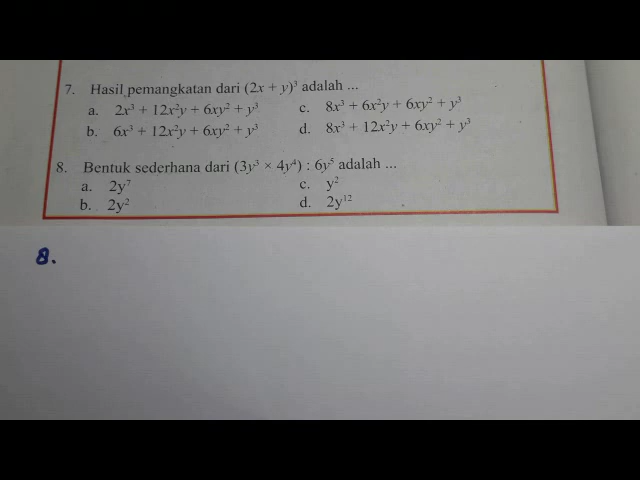 7. Hasil pemangkatan dari (2x + y)³ adalah ...
a. 2x³ + 12x²y + 6xy² + y³ c. 8x³ + 6x²y + 6xy² + y³
b. 6x³ + 12x²y + 6xy² + y³ d. 8x³ + 12x²y + 6xy² + y³
8. Bentuk sederhana dari (3y³ × 4y⁴) : 6y⁵ adalah ...
a. 2y⁷ c. y²
b. 2y² d. 2y¹²
8.